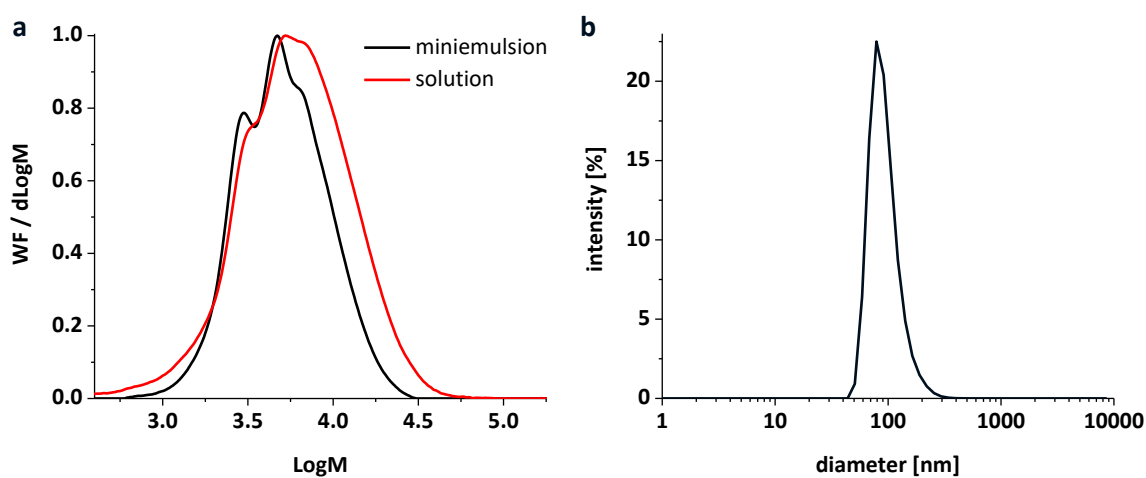 a
WF / dLogM
1.0
0.8
0.6
0.4
0.2
0.0
miniemulsion
solution
3.0 3.5 4.0 4.5 5.0
LogM
b
intensity [%]
20
15
10
5
0
1 10 100 1000 10000
diameter [nm]